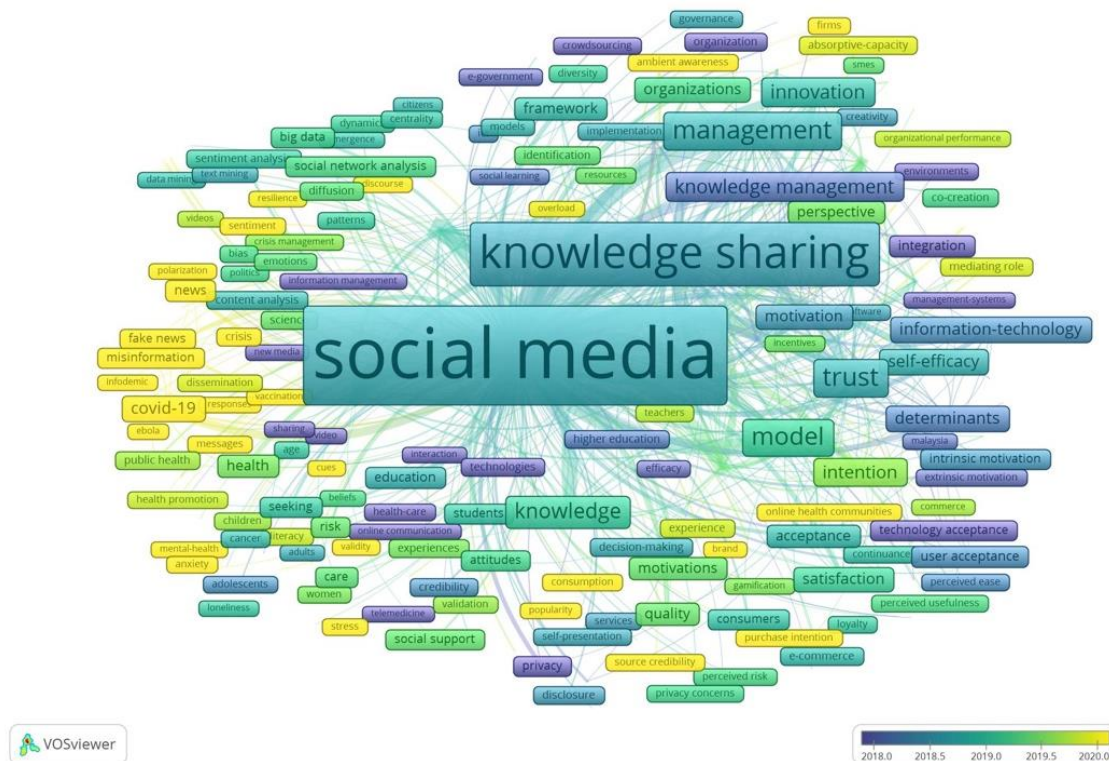 governance
firms
crowdsourcing
organization
absorptive-capacity
ambient awareness
smes
e-government
diversity
organizations
innovation
citizens
framework
creativity
dynamics
centrality
models
implementation
management
big data
organizational performance
sentiment analysis
social network analysis
identification
data mining
text mining
social learning
resources
knowledge management
environments
resilience
diffusion
discourse
co-creation
overload
perspective
videos
sentiment
patterns
crisis management
knowledge sharing
integration
bias
emotions
mediating role
polarization
politics
information management
news
content analysis
management-systems
science
motivation
software
information-technology
fake news
crisis
incentives
misinformation
new media
social media
self-efficacy
infodemic
dissemination
trust
vaccination
covid-19
responses
teachers
determinants
ebola
sharing
video
model
messages
higher education
malaysia
age
interaction
public health
health
technologies
efficacy
intention
intrinsic motivation
cues
education
extrinsic motivation
health promotion
seeking
beliefs
commerce
health-care
students
knowledge
online health communities
children
risk
online communication
experience
acceptance
technology acceptance
literacy
cancer
mental-health
adults
validity
experiences
decision-making
brand
continuance
user acceptance
anxiety
attitudes
motivations
adolescents
care
credibility
consumption
gamification
satisfaction
perceived ease
women
loneliness
telemedicine
validation
popularity
quality
perceived usefulness
services
consumers
stress
loyalty
social support
self-presentation
purchase intention
privacy
source credibility
e-commerce
perceived risk
disclosure
privacy concerns
VOSviewer
2018.0 2018.5 2019.0 2019.5 2020.0